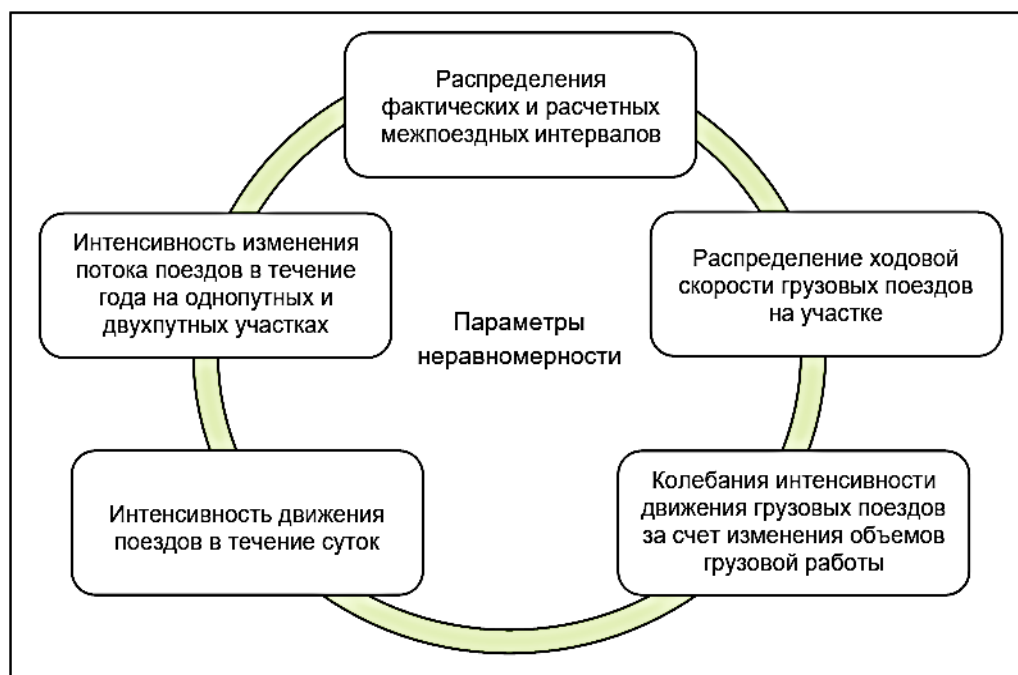 Распределения
фактических и расчетных
межпоездных интервалов
Распределение ходовой
скорости грузовых поездов
на участке
Колебания интенсивности
движения грузовых поездов
за счет изменения объемов
грузовой работы
Интенсивность движения
поездов в течение суток
Интенсивность изменения
потока поездов в течение
года на однопутных и
двухпутных участках
Параметры
неравномерности